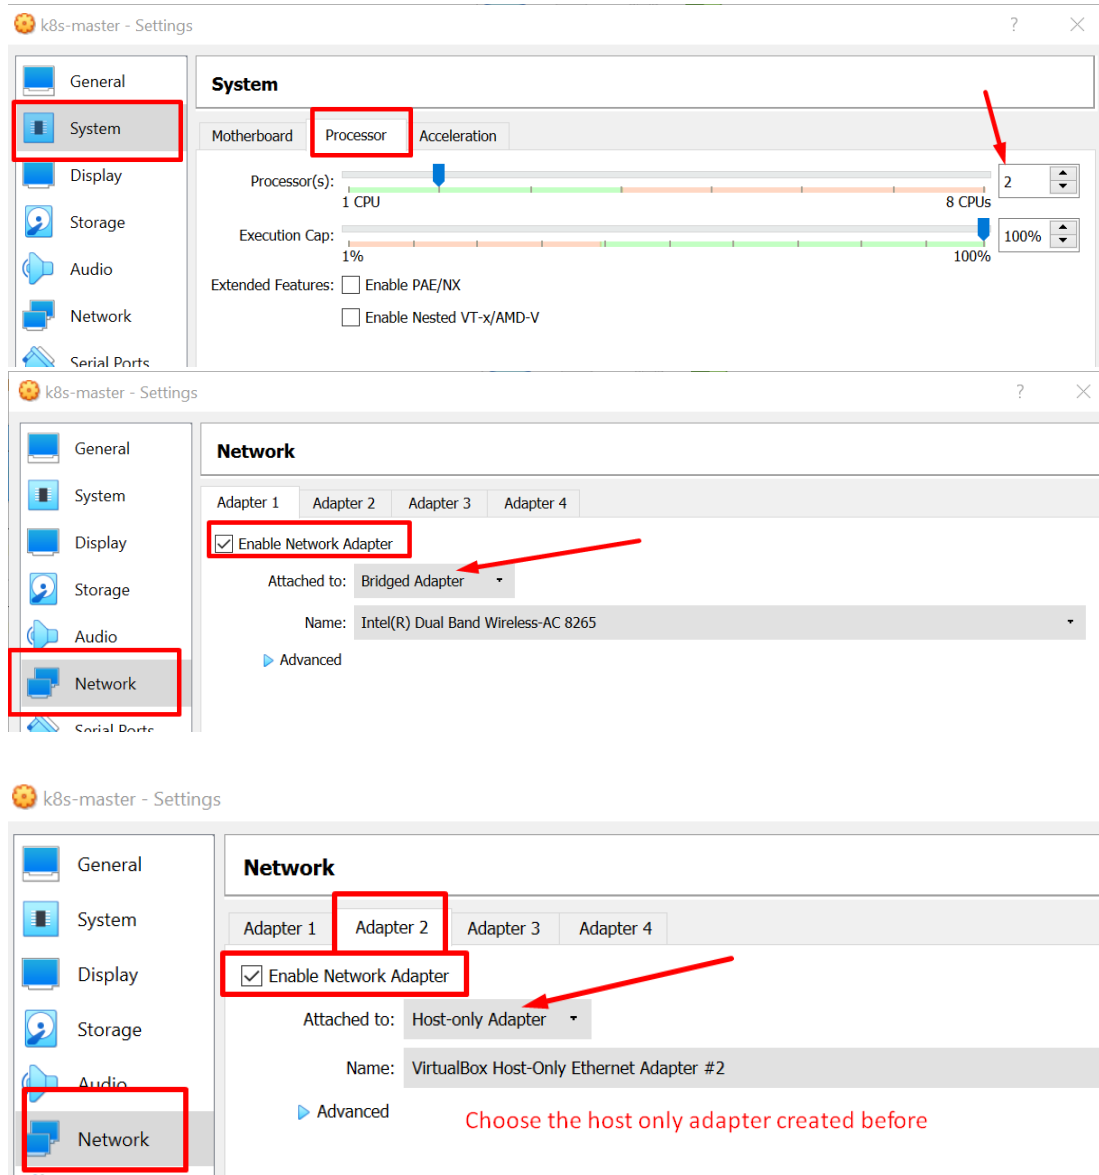 k8s-master - Settings
?
General
System
System
Motherboard Processor Acceleration
Display
Processor(s):
2
1 CPU 8 CPUs
Storage
Execution Cap:
100%
1% 100%
Audio
Extended Features: Enable PAE/NX
Network
Enable Nested VT-x/AMD-V
Serial Ports
k8s-master - Settings
?
General
Network
System
Adapter 1 Adapter 2 Adapter 3 Adapter 4
Display
Enable Network Adapter
Storage
Attached to: Bridged Adapter
Name: Intel(R) Dual Band Wireless-AC 8265
Audio
Advanced
Network
Serial Ports
k8s-master - Settings
General
Network
System
Adapter 1 Adapter 2 Adapter 3 Adapter 4
Display
Enable Network Adapter
Storage
Attached to: Host-only Adapter
Name: VirtualBox Host-Only Ethernet Adapter #2
Audio
Advanced
Choose the host only adapter created before
Network